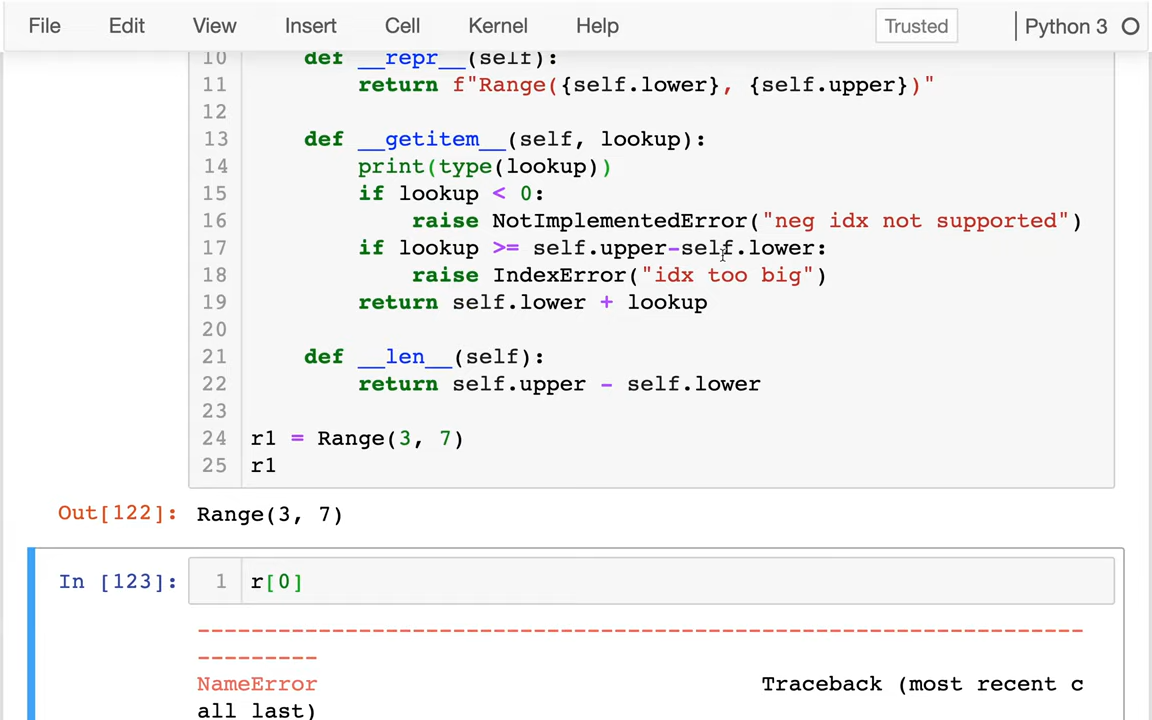 File Edit View Insert Cell Kernel Help Trusted Python 3
10 def __repr__(self):
11 return f"Range({self.lower}, {self.upper})"
12
13 def __getitem__(self, lookup):
14 print(type(lookup))
15 if lookup < 0:
16 raise NotImplementedError("neg idx not supported")
17 if lookup >= self.upper-self.lower:
18 raise IndexError("idx too big")
19 return self.lower + lookup
20
21 def __len__(self):
22 return self.upper - self.lower
23
24 r1 = Range(3, 7)
25 r1
Out[122]: Range(3, 7)
In [123]: 1 r[0]
---------------------------------------------------------------------------
NameError Traceback (most recent c
all last)